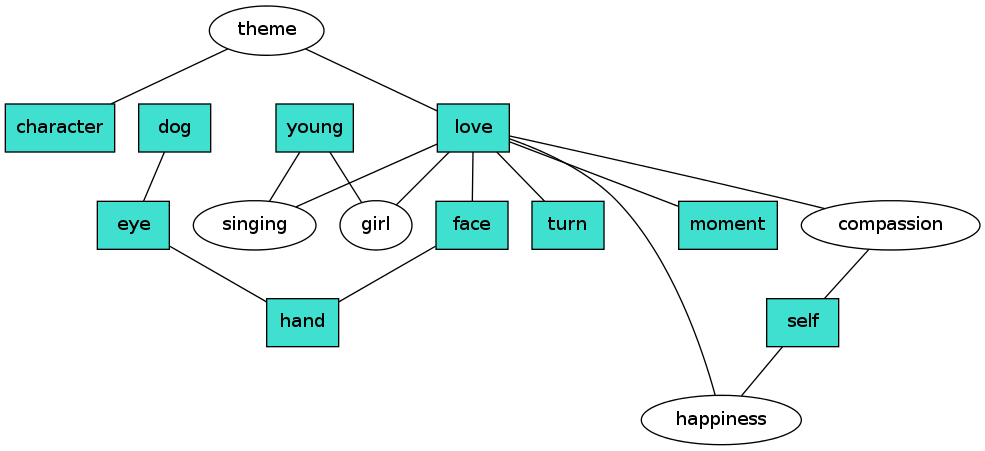 theme
character
dog
young
love
eye
singing
girl
face
turn
moment
compassion
hand
self
happiness